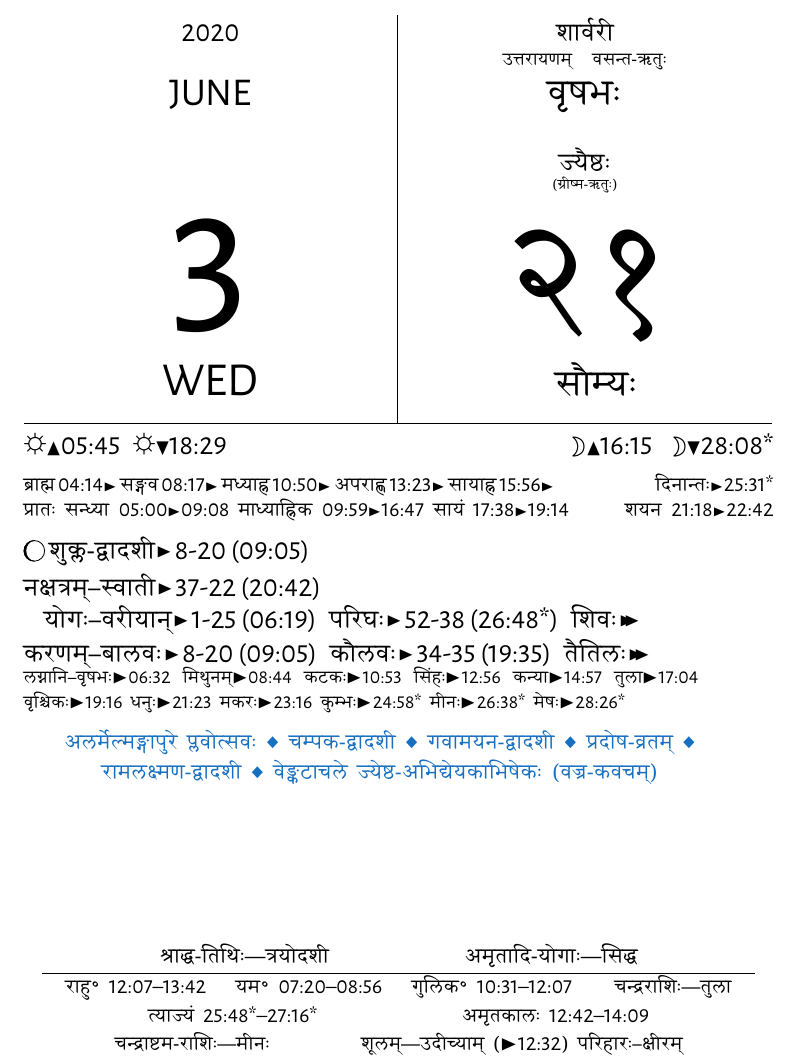 2020
JUNE
3
WED
शार्वरी
उत्तरायणम् वसन्त-ऋतुः
वृषभः
ज्यैष्ठः
(ग्रीष्म-ऋतुः)
२१
सौम्यः
☼▲05:45 ☼▼18:29 ☽▲16:15 ☽▼28:08*
ब्राह्म 04:14► सङ्गव 08:17► मध्याह्न 10:50► अपराह्ण 13:23► सायाह्न 15:56► दिनान्तः►25:31*
प्रातः सन्ध्या 05:00►09:08 माध्याह्निक 09:59►16:47 सायं 17:38►19:14 शयन 21:18►22:42
शुक्ल-द्वादशी►8-20 (09:05)
नक्षत्रम्–स्वाती►37-22 (20:42)
योगः–वरीयान्►1-25 (06:19) परिघः►52-38 (26:48*) शिवः►►
करणम्–बालवः►8-20 (09:05) कौलवः►34-35 (19:35) तैतिलः►►
लग्नानि–वृषभः►06:32 मिथुनम्►08:44 कटकः►10:53 सिंहः►12:56 कन्या►14:57 तुला►17:04
वृश्चिकः►19:16 धनुः►21:23 मकरः►23:16 कुम्भः►24:58* मीनः►26:38* मेषः►28:26*
अलर्मेल्मङ्गापुरे प्लवोत्सवः ◆ चम्पक-द्वादशी ◆ गवामयन-द्वादशी ◆ प्रदोष-व्रतम् ◆
रामलक्ष्मण-द्वादशी ◆ वेङ्कटाचले ज्येष्ठ-अभिद्येयकाभिषेकः (वज्र-कवचम्)
श्राद्ध-तिथिः—त्रयोदशी अमृतादि-योगाः—सिद्ध
राहु॰ 12:07–13:42 यम॰ 07:20–08:56 गुलिक॰ 10:31–12:07 चन्द्रराशिः—तुला
त्याज्यं 25:48*–27:16* अमृतकालः 12:42–14:09
चन्द्राष्टम-राशिः—मीनः शूलम्—उदीच्याम् (►12:32) परिहारः–क्षीरम्